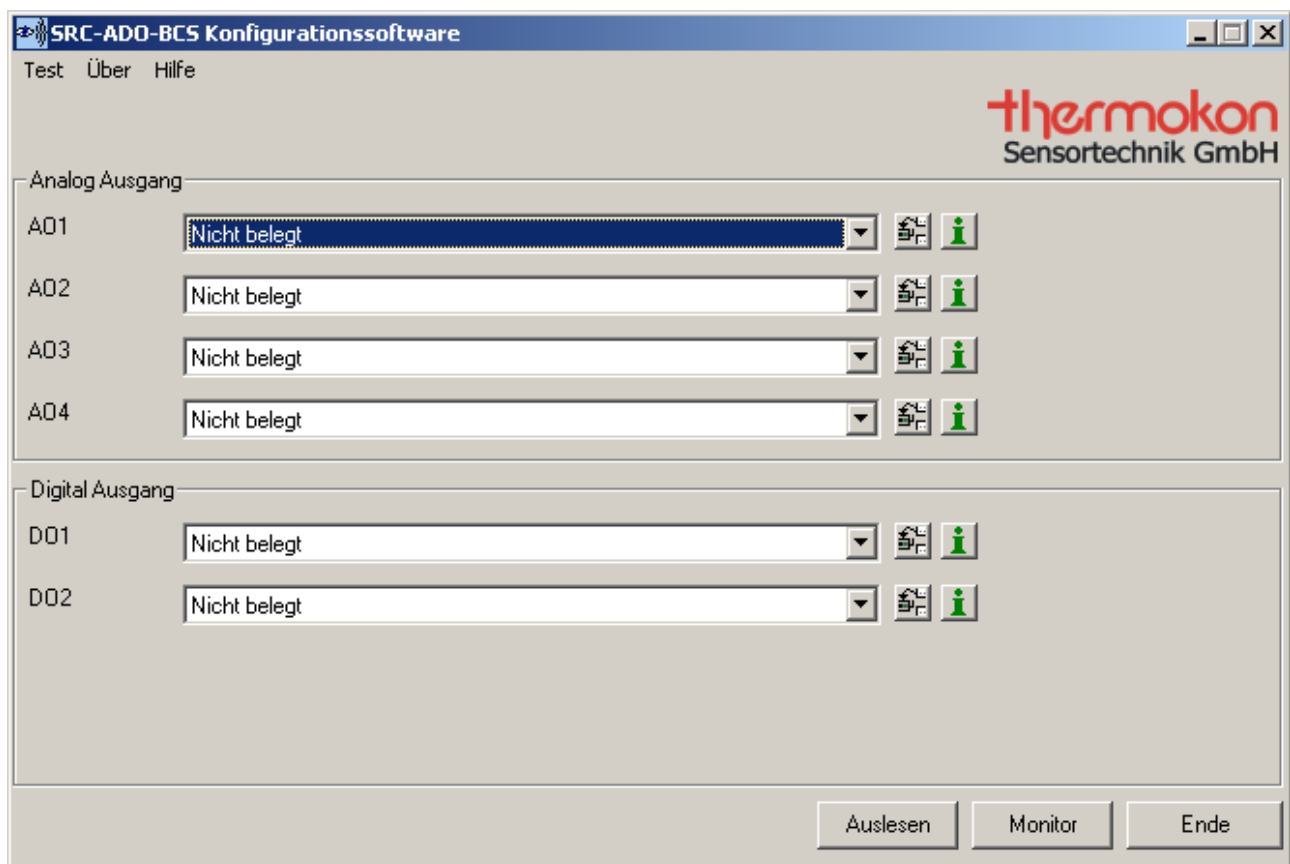 SRC-ADO-BCS Konfigurationssoftware
Test Über Hilfe
thermokon
Sensortechnik GmbH
Analog Ausgang
AO1 Nicht belegt
AO2 Nicht belegt
AO3 Nicht belegt
AO4 Nicht belegt
Digital Ausgang
DO1 Nicht belegt
DO2 Nicht belegt
Auslesen Monitor Ende